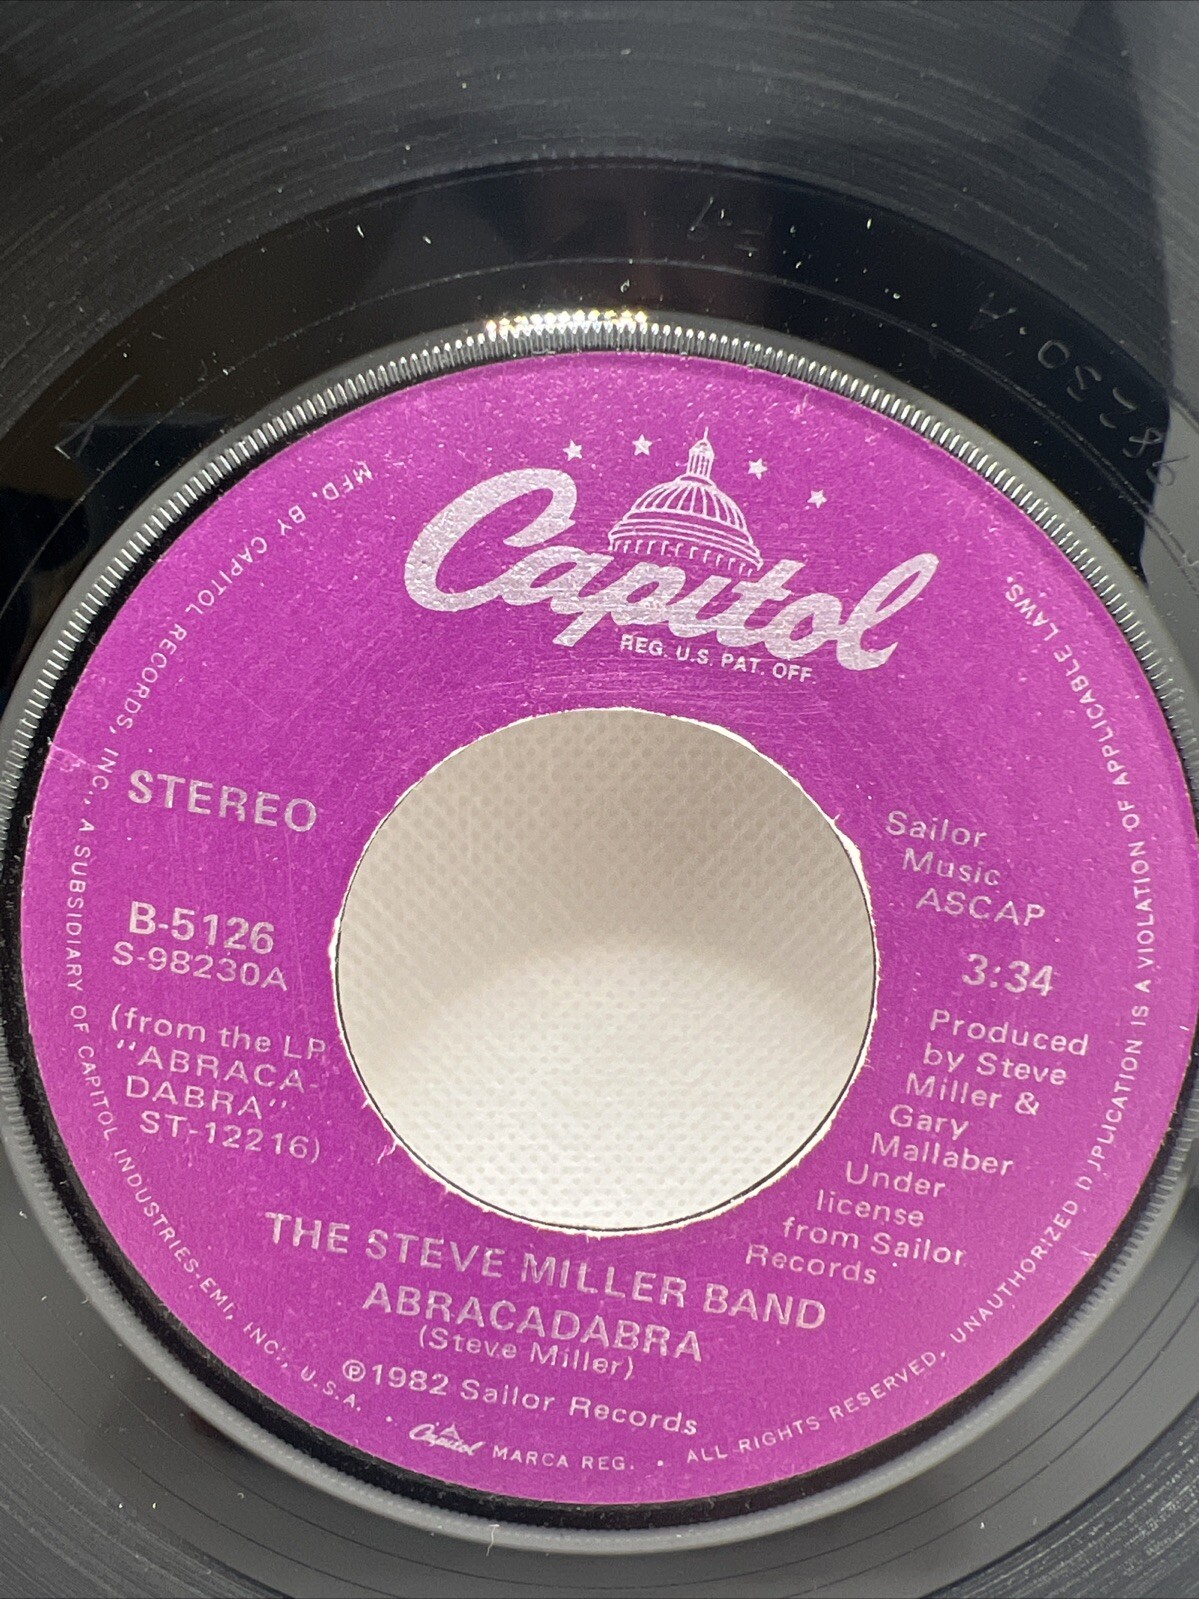 Capitol
REG. U.S. PAT. OFF.
STEREO
B-5126
S-98230A
(from the LP
"ABRACA-
DABRA"
ST-12216)
Sailor
Music
ASCAP
3:34
Produced
by Steve
Miller &
Gary
Mallaber
Under
license
from Sailor
Records
THE STEVE MILLER BAND
ABRACADABRA
(Steve Miller)
℗1982 Sailor Records
MFD. BY CAPITOL RECORDS, INC., A SUBSIDIARY OF CAPITOL INDUSTRIES-EMI, INC., U.S.A. • Capitol MARCA REG. • ALL RIGHTS RESERVED, UNAUTHORIZED DUPLICATION IS A VIOLATION OF APPLICABLE LAWS.